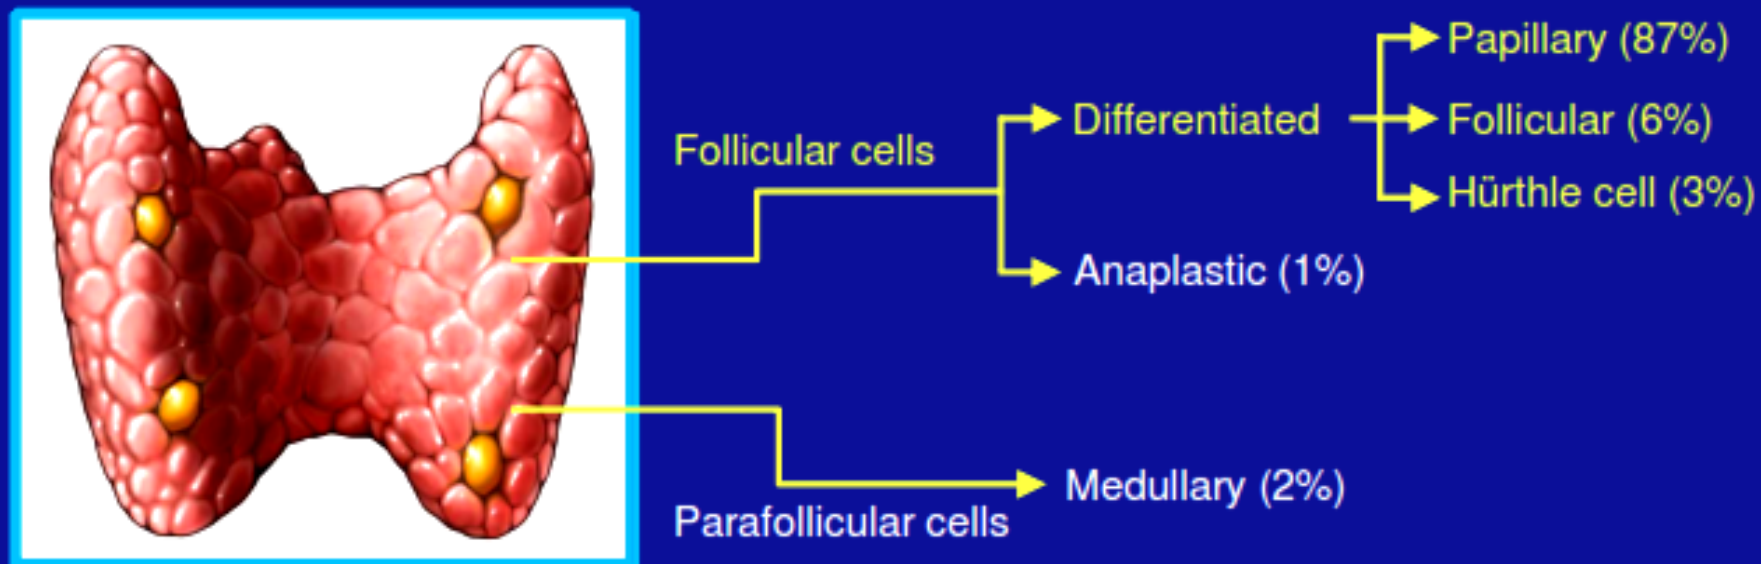 Papillary (87%)
Follicular cells
Differentiated
Follicular (6%)
Hürthle cell (3%)
Anaplastic (1%)
Medullary (2%)
Parafollicular cells